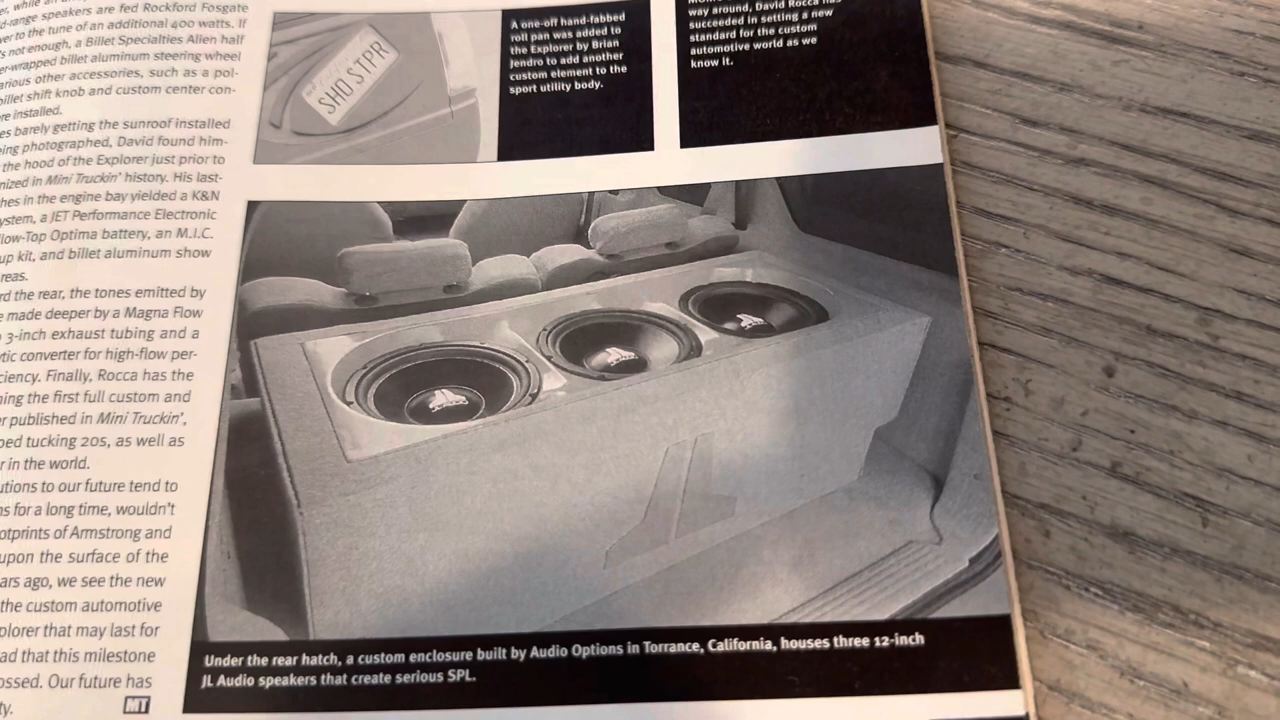 er, while an
d-range speakers are fed Rockford Fosgate
er to the tune of an additional 400 watts. If
's not enough, a Billet Specialties Alien half
er-wrapped billet aluminum steering wheel
arious other accessories, such as a pol-
billet shift knob and custom center con-
re installed.
es barely getting the sunroof installed
ing photographed, David found him-
the hood of the Explorer just prior to
nized in Mini Truckin' history. His last-
hes in the engine bay yielded a K&N
ystem, a JET Performance Electronic
low-Top Optima battery, an M.I.C.
up kit, and billet aluminum show
reas.
rd the rear, the tones emitted by
e made deeper by a Magna Flow
3-inch exhaust tubing and a
ytic converter for high-flow per-
ciency. Finally, Rocca has the
ning the first full custom and
er published in Mini Truckin',
ped tucking 20s, as well as
r in the world.
utions to our future tend to
ns for a long time, wouldn't
otprints of Armstrong and
upon the surface of the
ars ago, we see the new
the custom automotive
plorer that may last for
ad that this milestone
ossed. Our future has
ty. MT
SHD STPR
A one-off hand-fabbed
roll pan was added to
the Explorer by Brian
Jendro to add another
custom element to the
sport utility body.
way around, David Rocca has
succeeded in setting a new
standard for the custom
automotive world as we
know it.
Under the rear hatch, a custom enclosure built by Audio Options in Torrance, California, houses three 12-inch
JL Audio speakers that create serious SPL.